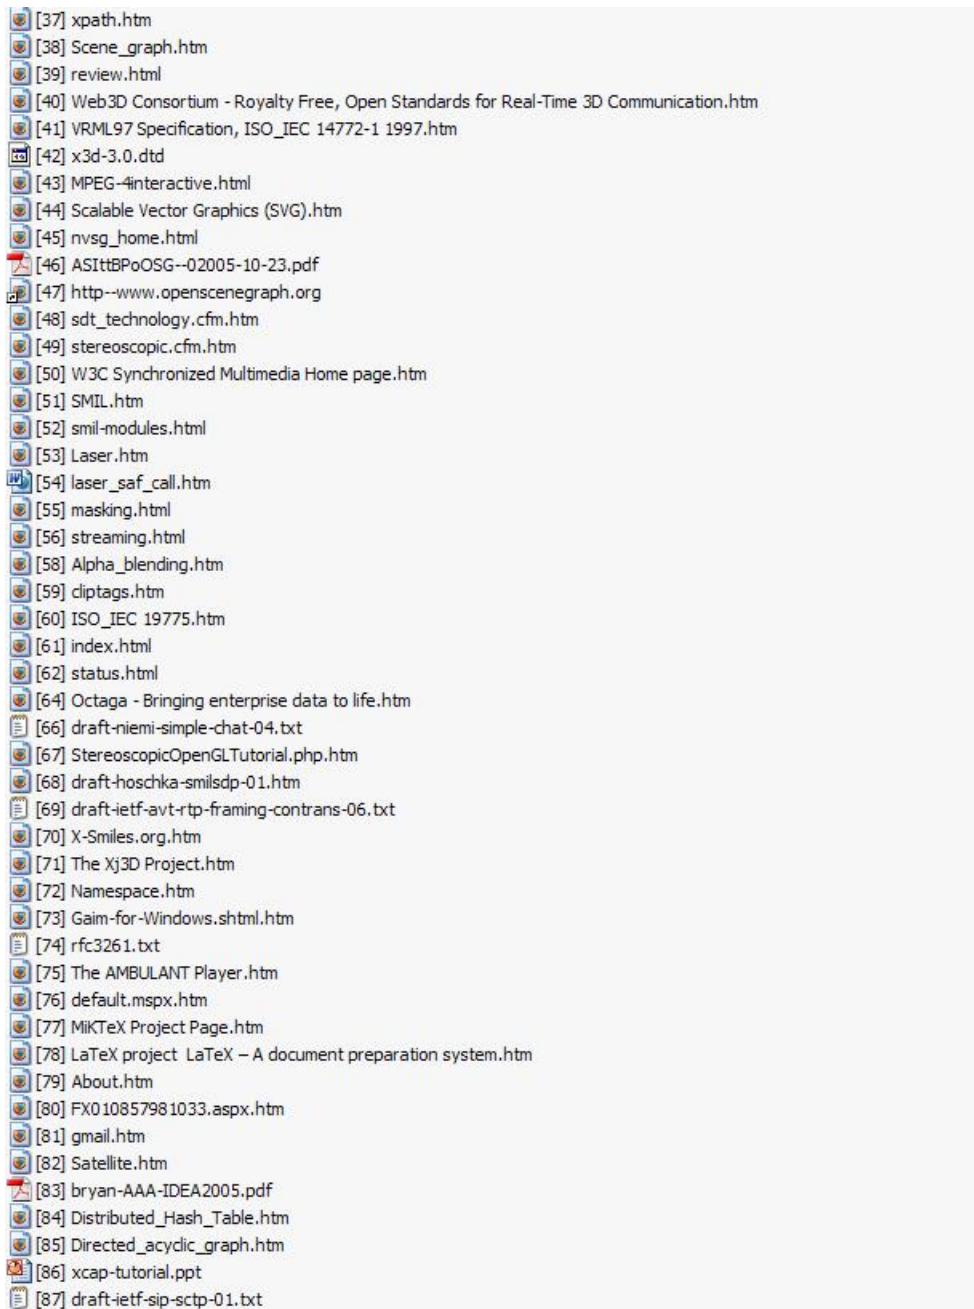 [37] xpath.htm
[38] Scene_graph.htm
[39] review.html
[40] Web3D Consortium - Royalty Free, Open Standards for Real-Time 3D Communication.htm
[41] VRML97 Specification, ISO_IEC 14772-1 1997.htm
[42] x3d-3.0.dtd
[43] MPEG-4interactive.html
[44] Scalable Vector Graphics (SVG).htm
[45] nvsg_home.html
[46] ASIttBPoOSG--02005-10-23.pdf
[47] http--www.openscenegraph.org
[48] sdt_technology.cfm.htm
[49] stereoscopic.cfm.htm
[50] W3C Synchronized Multimedia Home page.htm
[51] SMIL.htm
[52] smil-modules.html
[53] Laser.htm
[54] laser_saf_call.htm
[55] masking.html
[56] streaming.html
[58] Alpha_blending.htm
[59] cliptags.htm
[60] ISO_IEC 19775.htm
[61] index.html
[62] status.html
[64] Octaga - Bringing enterprise data to life.htm
[66] draft-niemi-simple-chat-04.txt
[67] StereoscopicOpenGLTutorial.php.htm
[68] draft-hoschka-smilsdp-01.htm
[69] draft-ietf-avt-rtp-framing-contrans-06.txt
[70] X-Smiles.org.htm
[71] The Xj3D Project.htm
[72] Namespace.htm
[73] Gaim-for-Windows.shtml.htm
[74] rfc3261.txt
[75] The AMBULANT Player.htm
[76] default.mspx.htm
[77] MiKTeX Project Page.htm
[78] LaTeX project  LaTeX – A document preparation system.htm
[79] About.htm
[80] FX010857981033.aspx.htm
[81] gmail.htm
[82] Satellite.htm
[83] bryan-AAA-IDEA2005.pdf
[84] Distributed_Hash_Table.htm
[85] Directed_acyclic_graph.htm
[86] xcap-tutorial.ppt
[87] draft-ietf-sip-sctp-01.txt